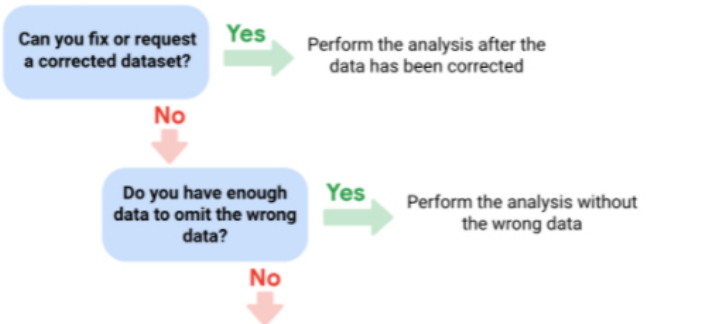 Can you fix or request
a corrected dataset?
Yes
Perform the analysis after the
data has been corrected
No
Do you have enough
data to omit the wrong
data?
Yes
Perform the analysis without
the wrong data
No